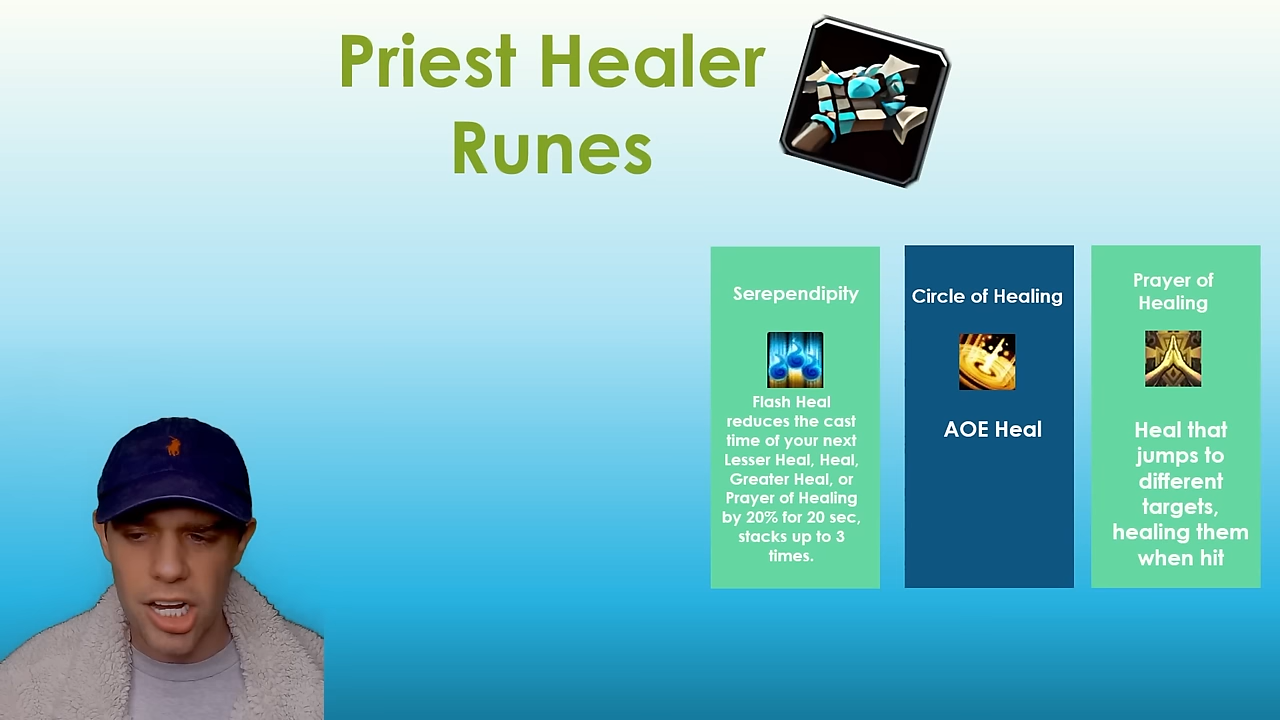 Priest Healer
Runes
Serependipity
Flash Heal
reduces the cast
time of your next
Lesser Heal, Heal,
Greater Heal, or
Prayer of Healing
by 20% for 20 sec,
stacks up to 3
times.
Circle of Healing
AOE Heal
Prayer of
Healing
Heal that
jumps to
different
targets,
healing them
when hit